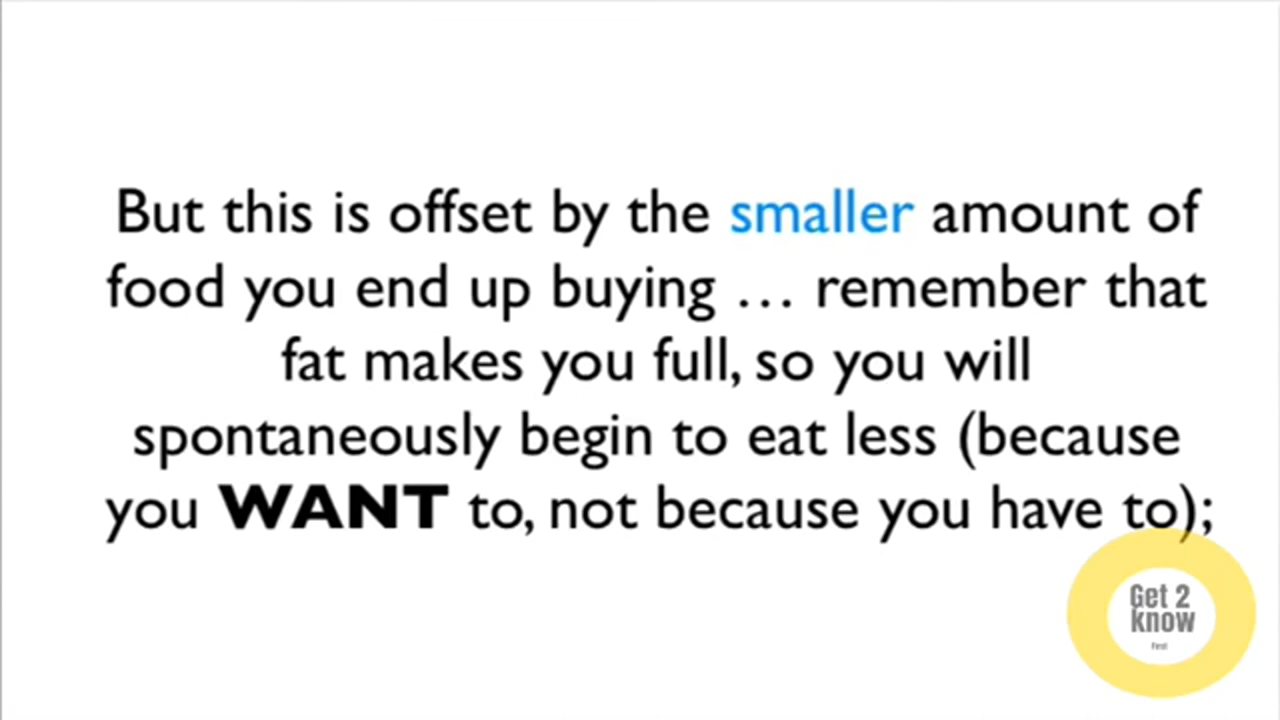 But this is offset by the smaller amount of
food you end up buying … remember that
fat makes you full, so you will
spontaneously begin to eat less (because
you WANT to, not because you have to);
Get 2
know
First